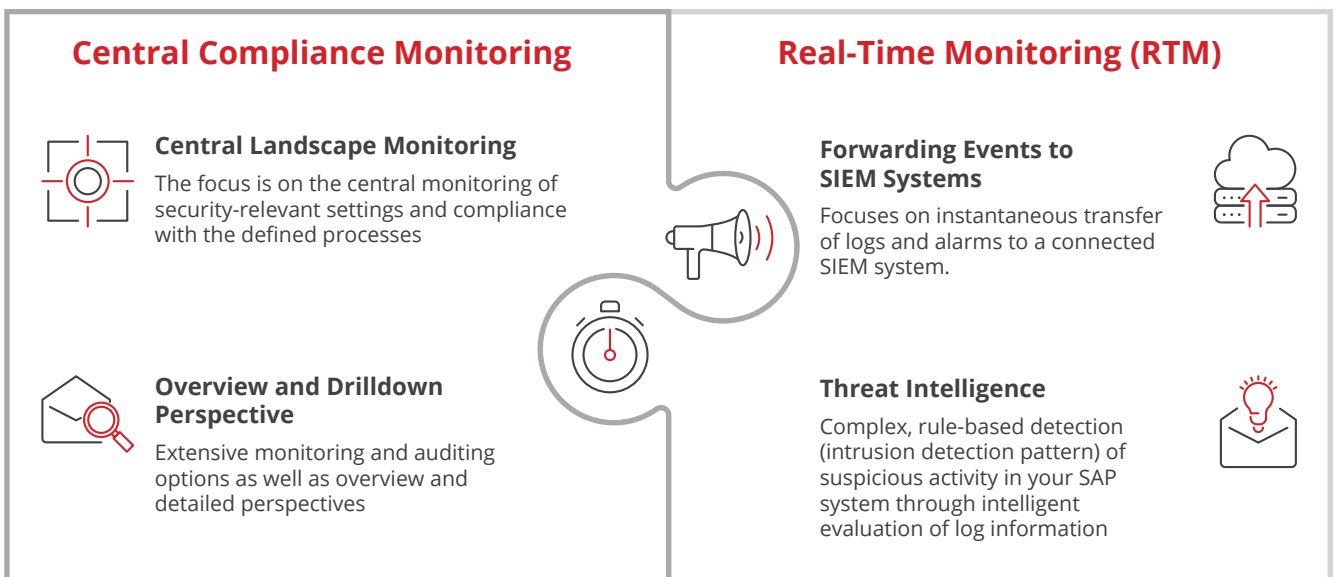 Central Compliance Monitoring
Central Landscape Monitoring
The focus is on the central monitoring of
security-relevant settings and compliance
with the defined processes
Overview and Drilldown
Perspective
Extensive monitoring and auditing
options as well as overview and
detailed perspectives
Real-Time Monitoring (RTM)
Forwarding Events to
SIEM Systems
Focuses on instantaneous transfer
of logs and alarms to a connected
SIEM system.
Threat Intelligence
Complex, rule-based detection
(intrusion detection pattern) of
suspicious activity in your SAP
system through intelligent
evaluation of log information